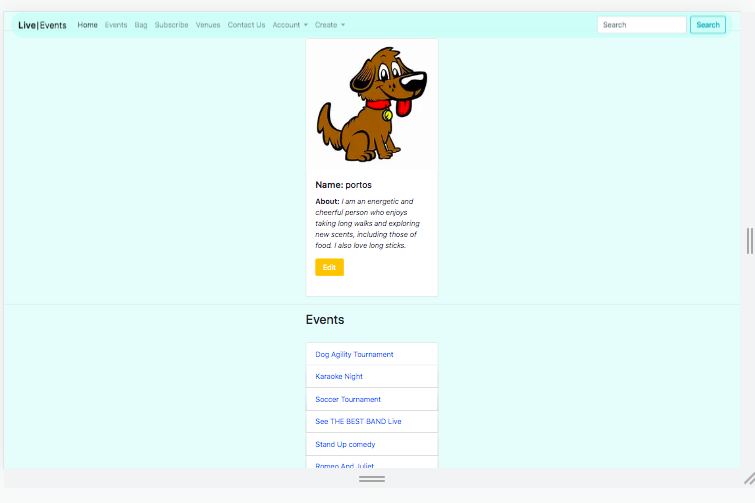 Live|Events Home Events Bag Subscribe Venues Contact Us Account Create Search Search
Name: portos
About: I am an energetic and
cheerful person who enjoys
taking long walks and exploring
new scents, including those of
food. I also love long sticks.
Edit
Events
Dog Agility Tournament
Karaoke Night
Soccer Tournament
See THE BEST BAND Live
Stand Up comedy
Romeo And Juliet